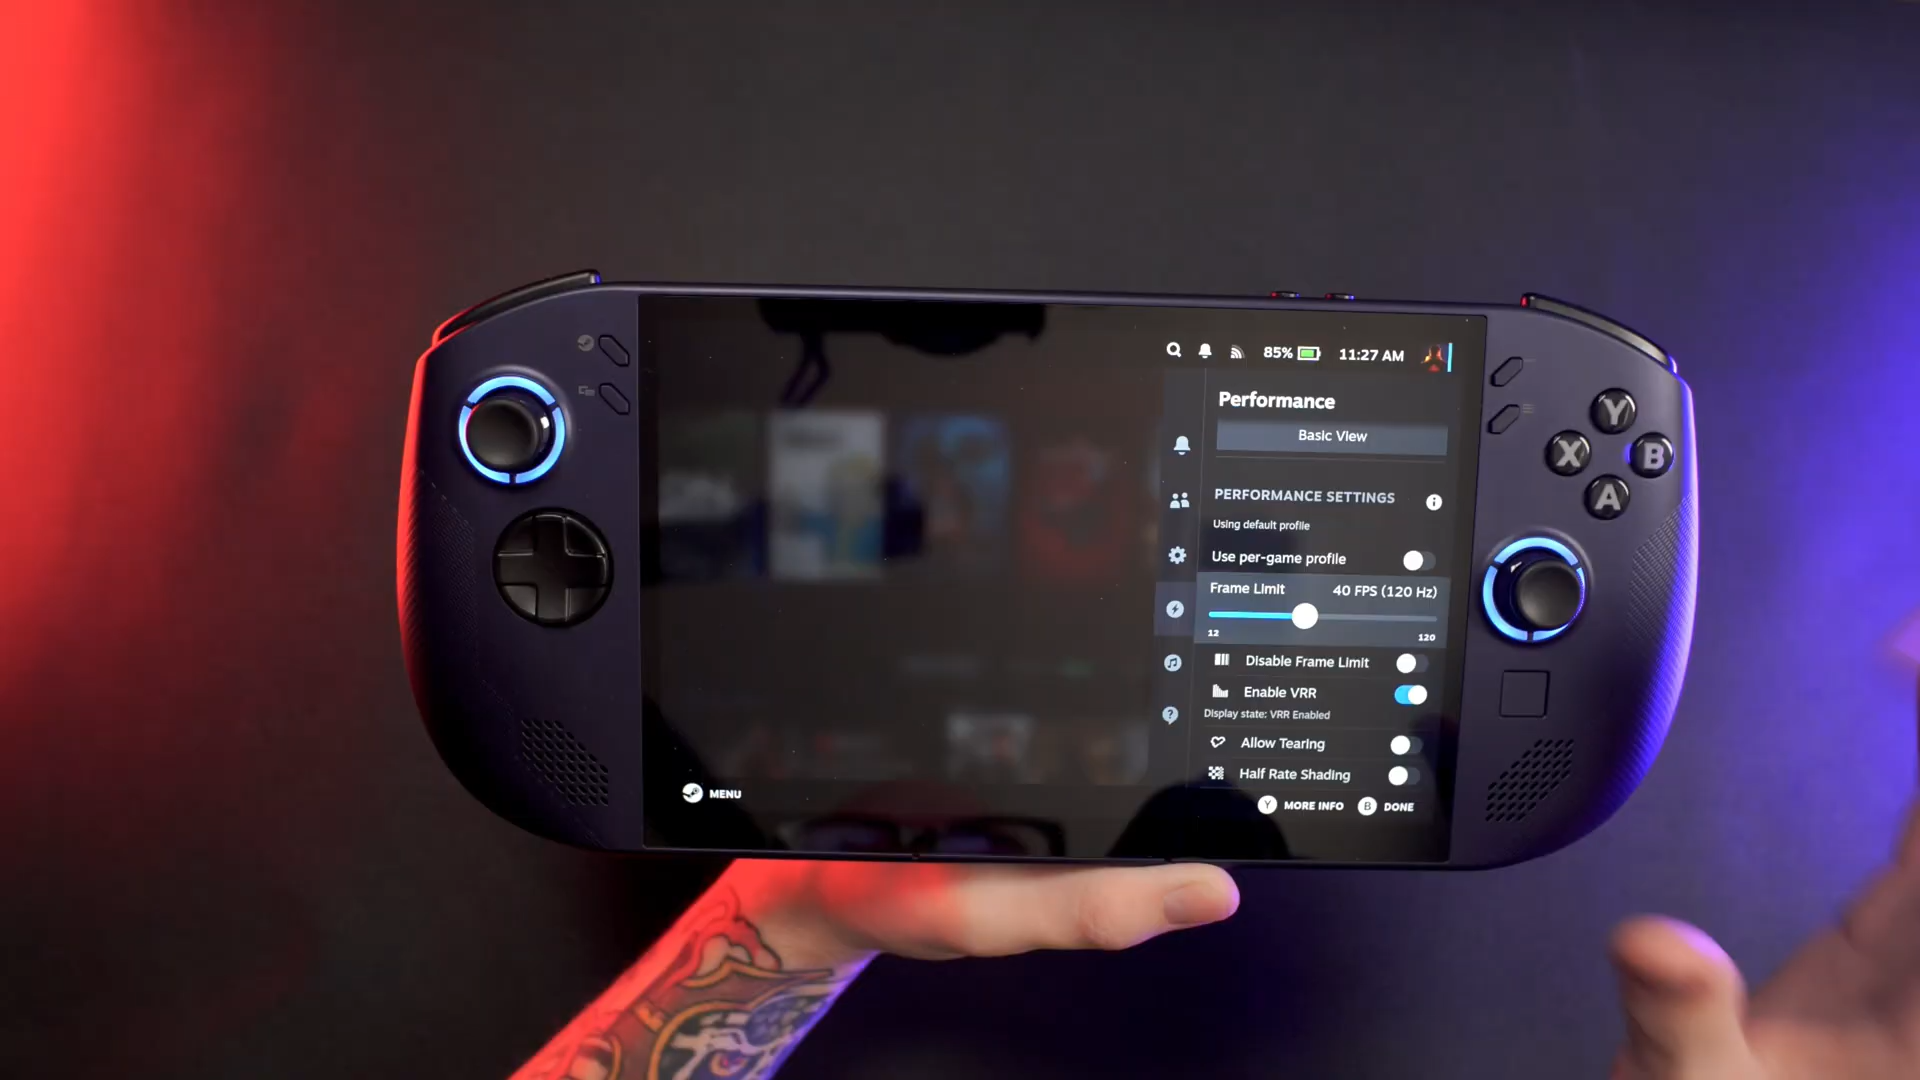 85%
11:27 AM
Performance
Basic View
PERFORMANCE SETTINGS
Using default profile
Use per-game profile
Frame Limit 40 FPS (120 Hz)
12 120
Disable Frame Limit
Enable VRR
Display state: VRR Enabled
Allow Tearing
Half Rate Shading
MENU
Y MORE INFO B DONE
Y
X
B
A